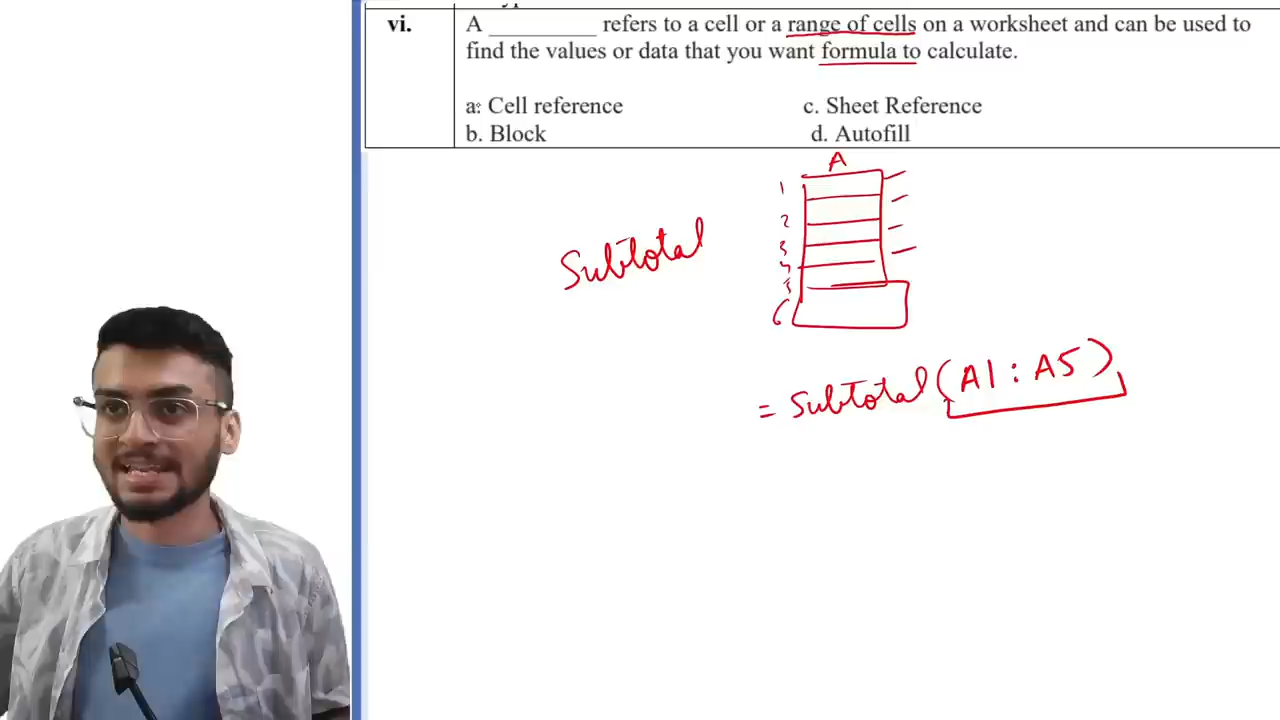 vi.
A __________ refers to a cell or a range of cells on a worksheet and can be used to
find the values or data that you want formula to calculate.
a: Cell reference
c. Sheet Reference
b. Block
d. Autofill
A
1
2
3
4
5
6
Subtotal
= Subtotal (A1 : A5)